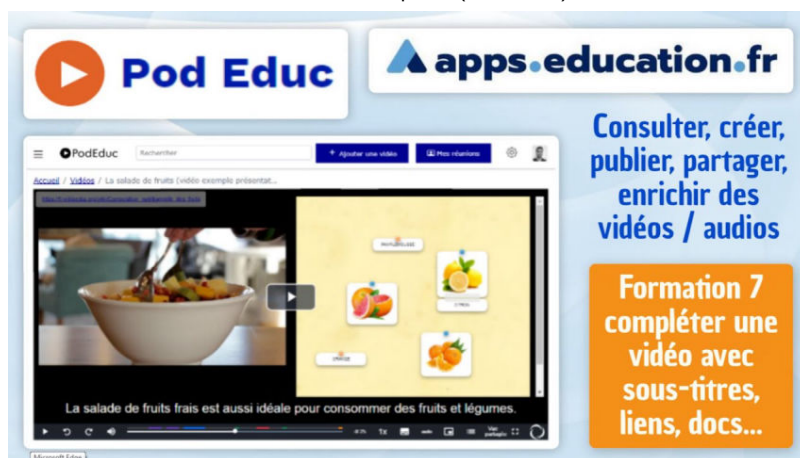 Pod Educ
apps.education.fr
Consulter, créer,
publier, partager,
enrichir des
vidéos / audios
PodEduc
Rechercher
+ Ajouter une vidéo
Mes réunions
Accueil / Vidéos / La salade de fruits (vidéo exemple présentat...
PAMPLEMOUSSE
CITRON
ORANGE
La salade de fruits frais est aussi idéale pour consommer des fruits et légumes.
1x
Formation 7
compléter une
vidéo avec
sous-titres,
liens, docs...
Microsoft Edge